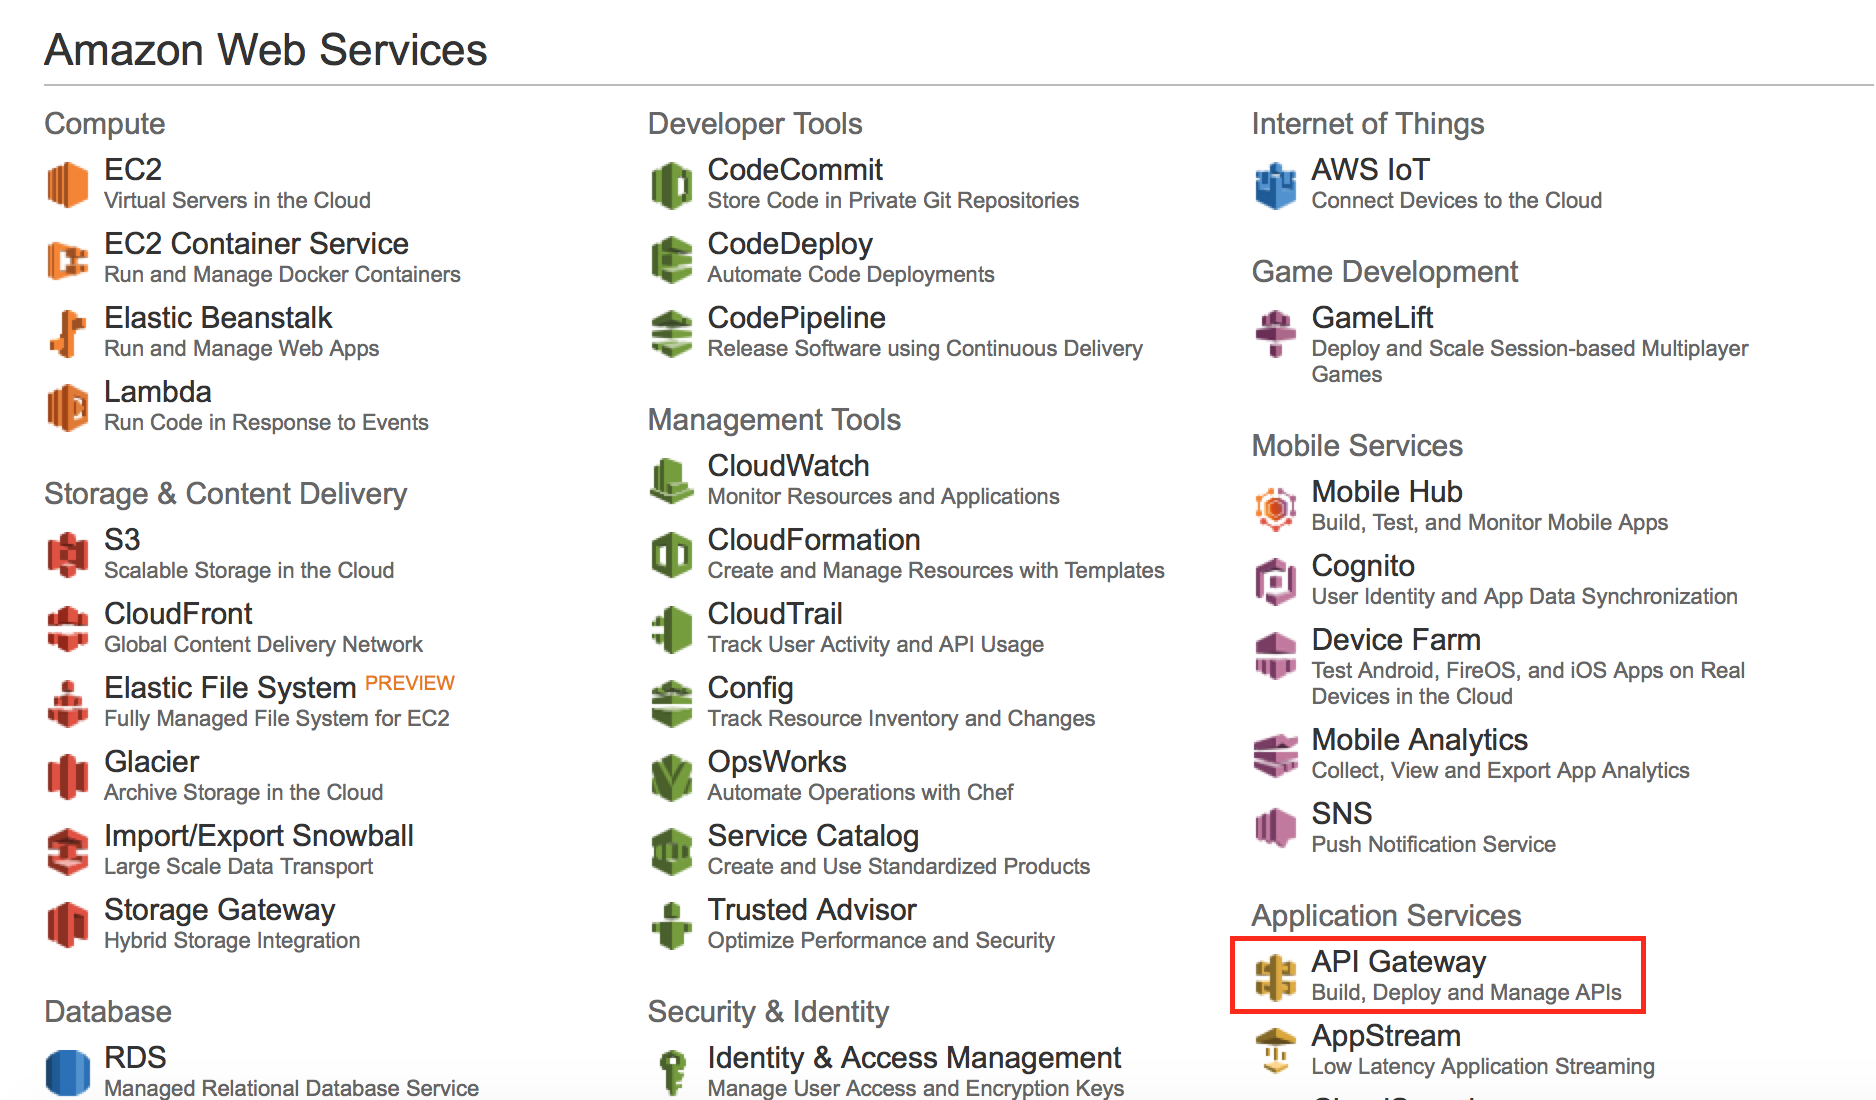 Amazon Web Services
Compute
EC2
Virtual Servers in the Cloud
EC2 Container Service
Run and Manage Docker Containers
Elastic Beanstalk
Run and Manage Web Apps
Lambda
Run Code in Response to Events
Storage & Content Delivery
S3
Scalable Storage in the Cloud
CloudFront
Global Content Delivery Network
Elastic File System PREVIEW
Fully Managed File System for EC2
Glacier
Archive Storage in the Cloud
Import/Export Snowball
Large Scale Data Transport
Storage Gateway
Hybrid Storage Integration
Database
RDS
Managed Relational Database Service
Developer Tools
CodeCommit
Store Code in Private Git Repositories
CodeDeploy
Automate Code Deployments
CodePipeline
Release Software using Continuous Delivery
Management Tools
CloudWatch
Monitor Resources and Applications
CloudFormation
Create and Manage Resources with Templates
CloudTrail
Track User Activity and API Usage
Config
Track Resource Inventory and Changes
OpsWorks
Automate Operations with Chef
Service Catalog
Create and Use Standardized Products
Trusted Advisor
Optimize Performance and Security
Security & Identity
Identity & Access Management
Manage User Access and Encryption Keys
Internet of Things
AWS IoT
Connect Devices to the Cloud
Game Development
GameLift
Deploy and Scale Session-based Multiplayer
Games
Mobile Services
Mobile Hub
Build, Test, and Monitor Mobile Apps
Cognito
User Identity and App Data Synchronization
Device Farm
Test Android, FireOS, and iOS Apps on Real
Devices in the Cloud
Mobile Analytics
Collect, View and Export App Analytics
SNS
Push Notification Service
Application Services
API Gateway
Build, Deploy and Manage APIs
AppStream
Low Latency Application Streaming